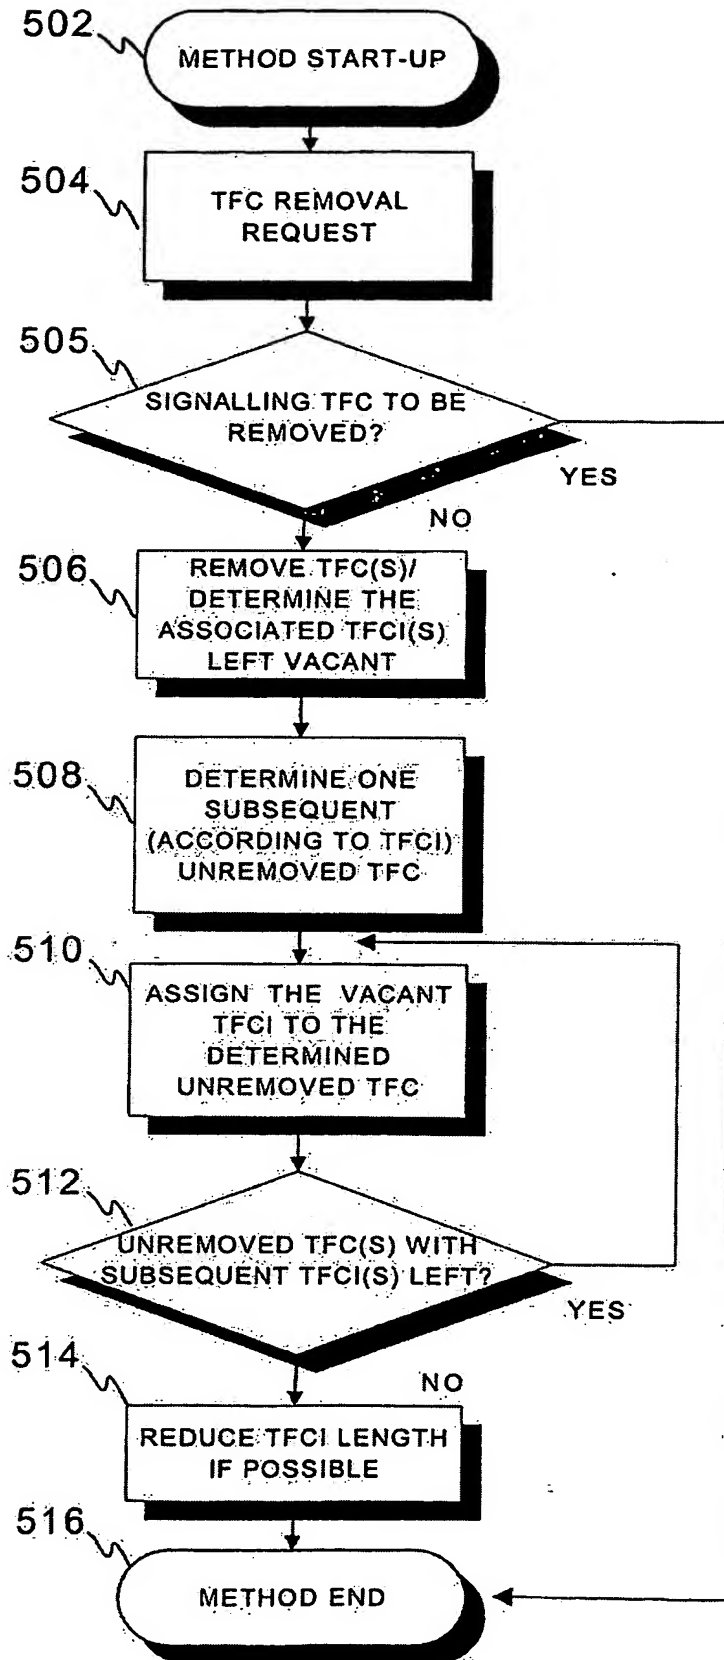 502
METHOD START-UP
504
TFC REMOVAL
REQUEST
505
SIGNALLING TFC TO BE
REMOVED?
YES
NO
506
REMOVE TFC(S)/
DETERMINE THE
ASSOCIATED TFCI(S)
LEFT VACANT
508
DETERMINE ONE
SUBSEQUENT
(ACCORDING TO TFCI)
UNREMOVED TFC
510
ASSIGN THE VACANT
TFCI TO THE
DETERMINED
UNREMOVED TFC
512
UNREMOVED TFC(S) WITH
SUBSEQUENT TFCI(S) LEFT?
YES
514
NO
REDUCE TFCI LENGTH
IF POSSIBLE
516
METHOD END